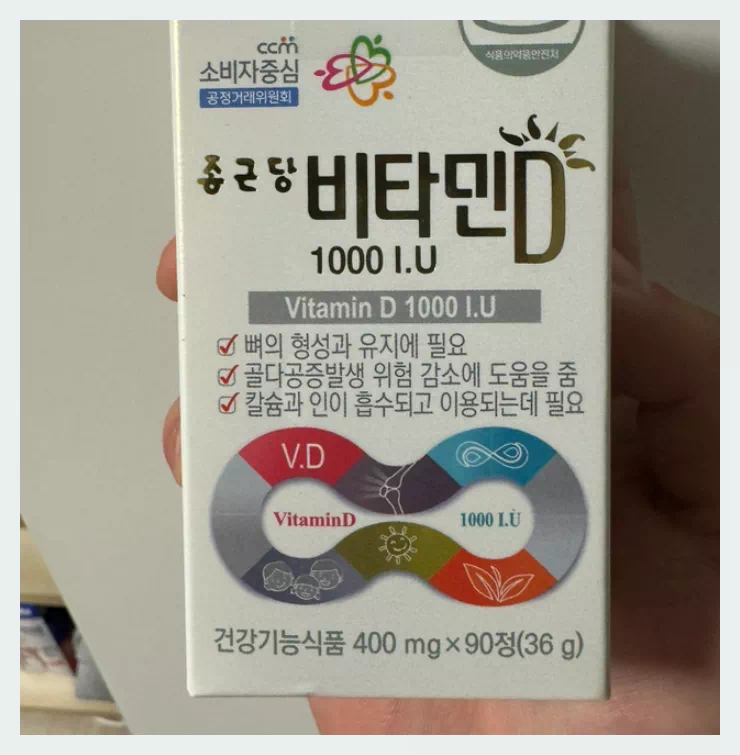 식품의약품안전처
ccm
소비자중심
공정거래위원회
종근당 비타민D
1000 I.U
Vitamin D 1000 I.U
뼈의 형성과 유지에 필요
골다공증발생 위험 감소에 도움을 줌
칼슘과 인이 흡수되고 이용되는데 필요
V.D
VitaminD
1000 I.U
건강기능식품 400 mg×90정(36 g)